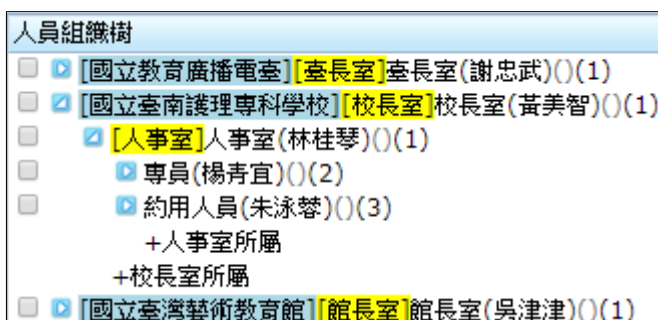 人員組織樹
[國立教育廣播電臺][臺長室]臺長室(謝忠武)()(1)
[國立臺南護理專科學校][校長室]校長室(黃美智)()(1)
[人事室]人事室(林桂琴)()(1)
專員(楊青宜)()(2)
約用人員(朱泳蓉)()(3)
+人事室所屬
+校長室所屬
[國立臺灣藝術教育館][館長室]館長室(吳津津)()(1)